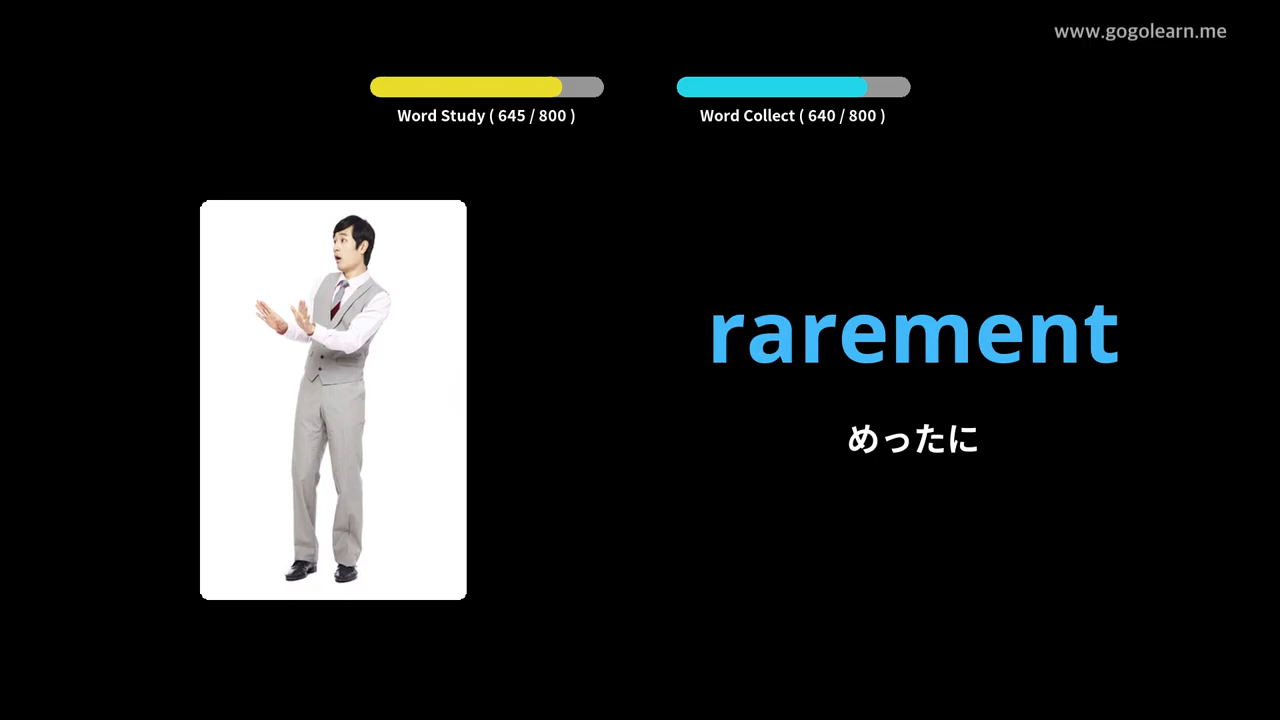 www.gogolearn.me
Word Study ( 645 / 800 )
Word Collect ( 640 / 800 )
rarement
めったに